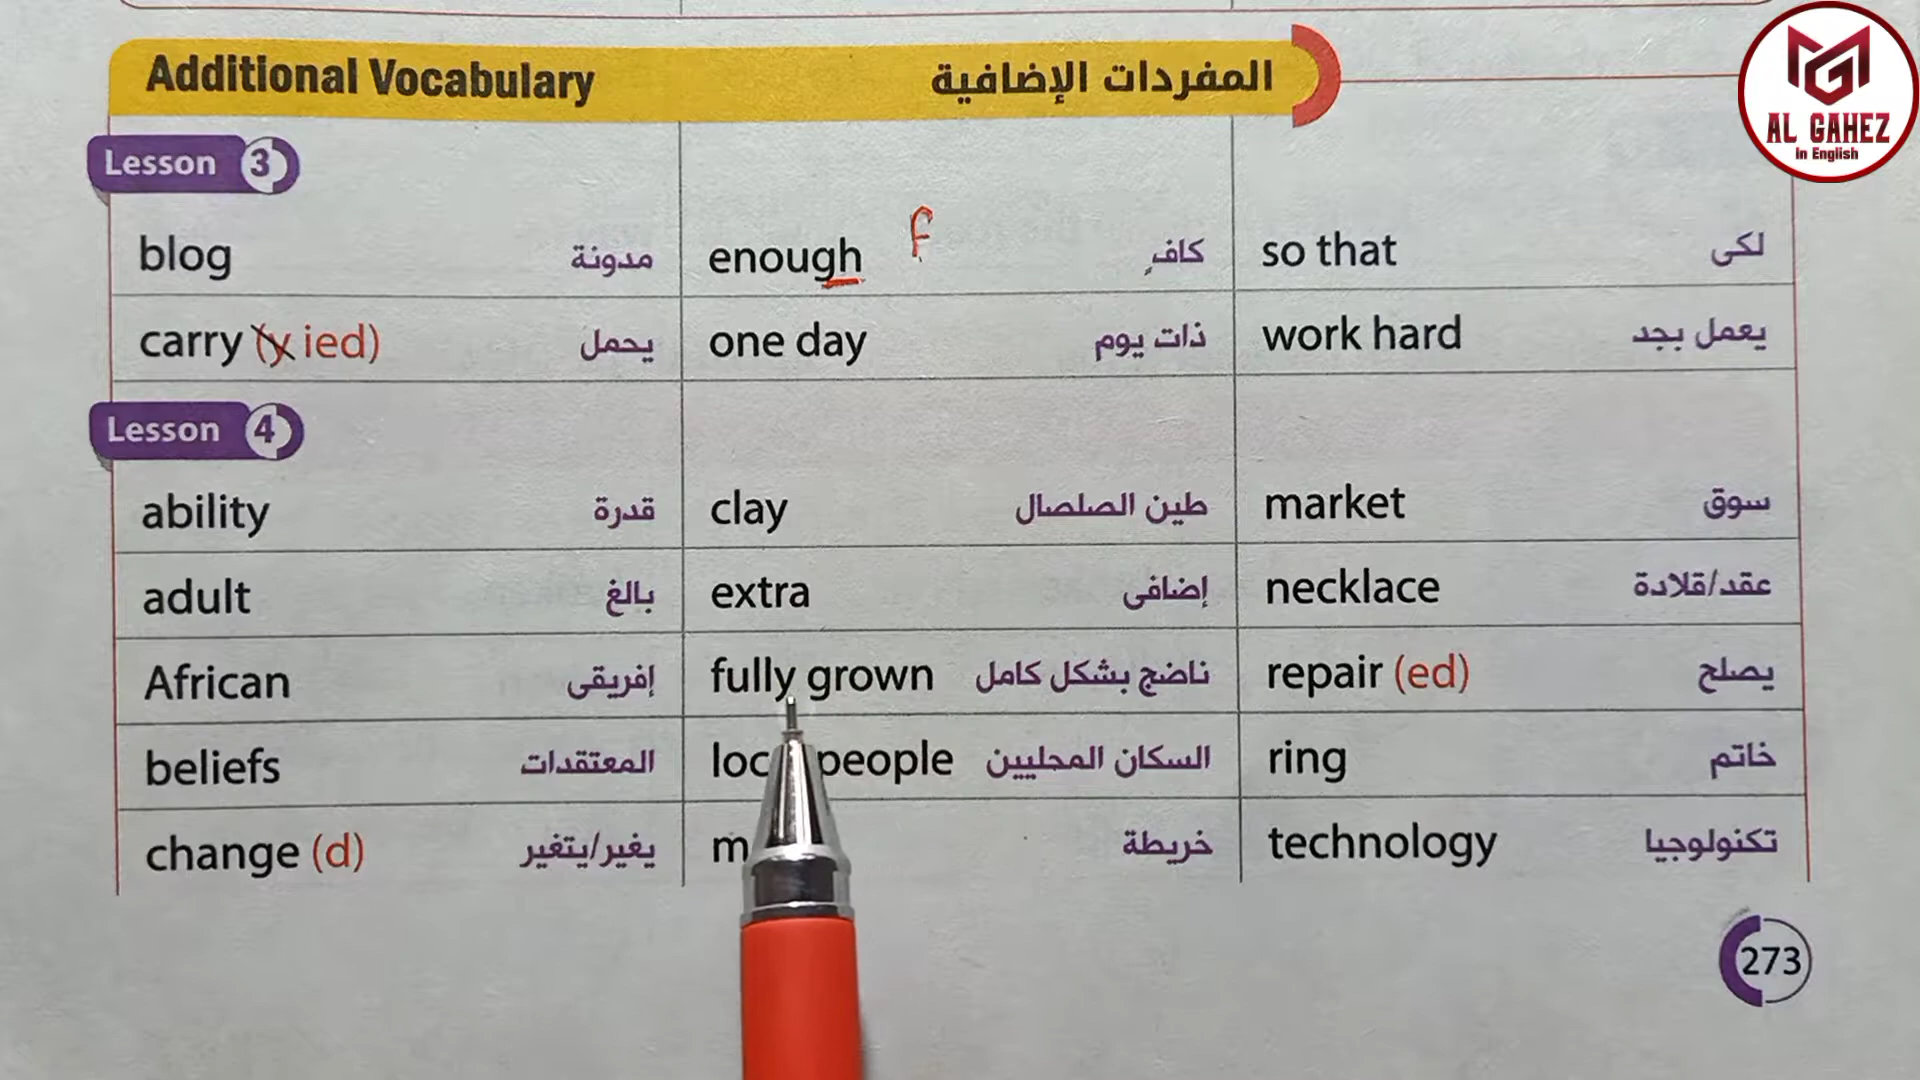 Additional Vocabulary المفردات الإضافية
AL GAHEZ
in English
Lesson 3
blog مدونة enough f كافٍ so that لكى
carry (y ied) يحمل one day ذات يوم work hard يعمل بجد
Lesson 4
ability قدرة clay طين الصلصال market سوق
adult بالغ extra إضافى necklace عقد/قلادة
African إفريقى fully grown ناضج بشكل كامل repair (ed) يصلح
beliefs المعتقدات people السكان المحليين ring خاتم
change (d) يغير/يتغير خريطة technology تكنولوجيا
273